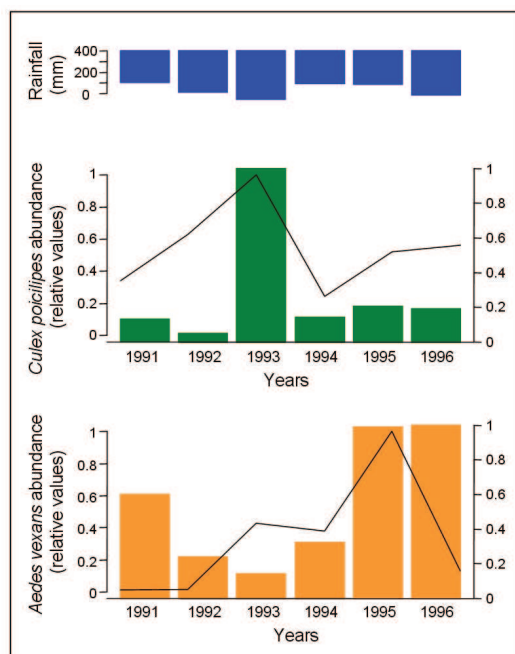 Rainfall
(mm)
400
200
0
Culex poicilipes abundance
(relative values)
1
0.8
0.6
0.4
0.2
0
1
0.8
0.6
0.4
0.2
0
1991 1992 1993 1994 1995 1996
Years
Aedes vexans abundance
(relative values)
1
0.8
0.6
0.4
0.2
0
1
0.8
0.6
0.4
0.2
0
1991 1992 1993 1994 1995 1996
Years